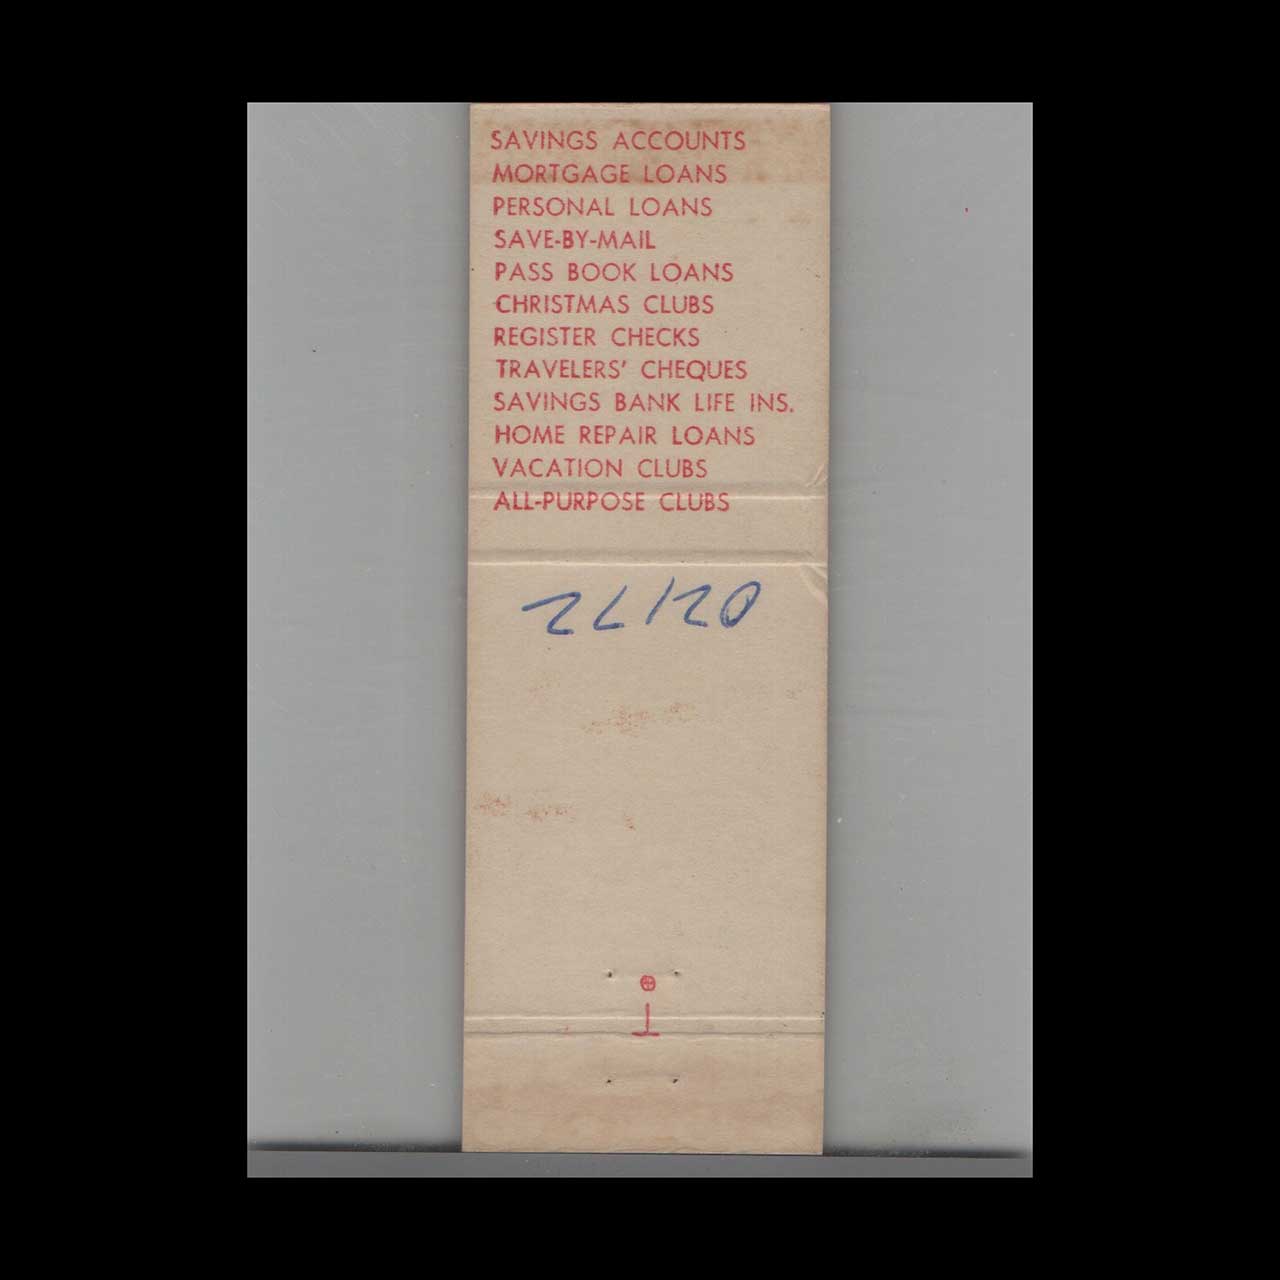 SAVINGS ACCOUNTS
MORTGAGE LOANS
PERSONAL LOANS
SAVE-BY-MAIL
PASS BOOK LOANS
CHRISTMAS CLUBS
REGISTER CHECKS
TRAVELERS' CHEQUES
SAVINGS BANK LIFE INS.
HOME REPAIR LOANS
VACATION CLUBS
ALL-PURPOSE CLUBS